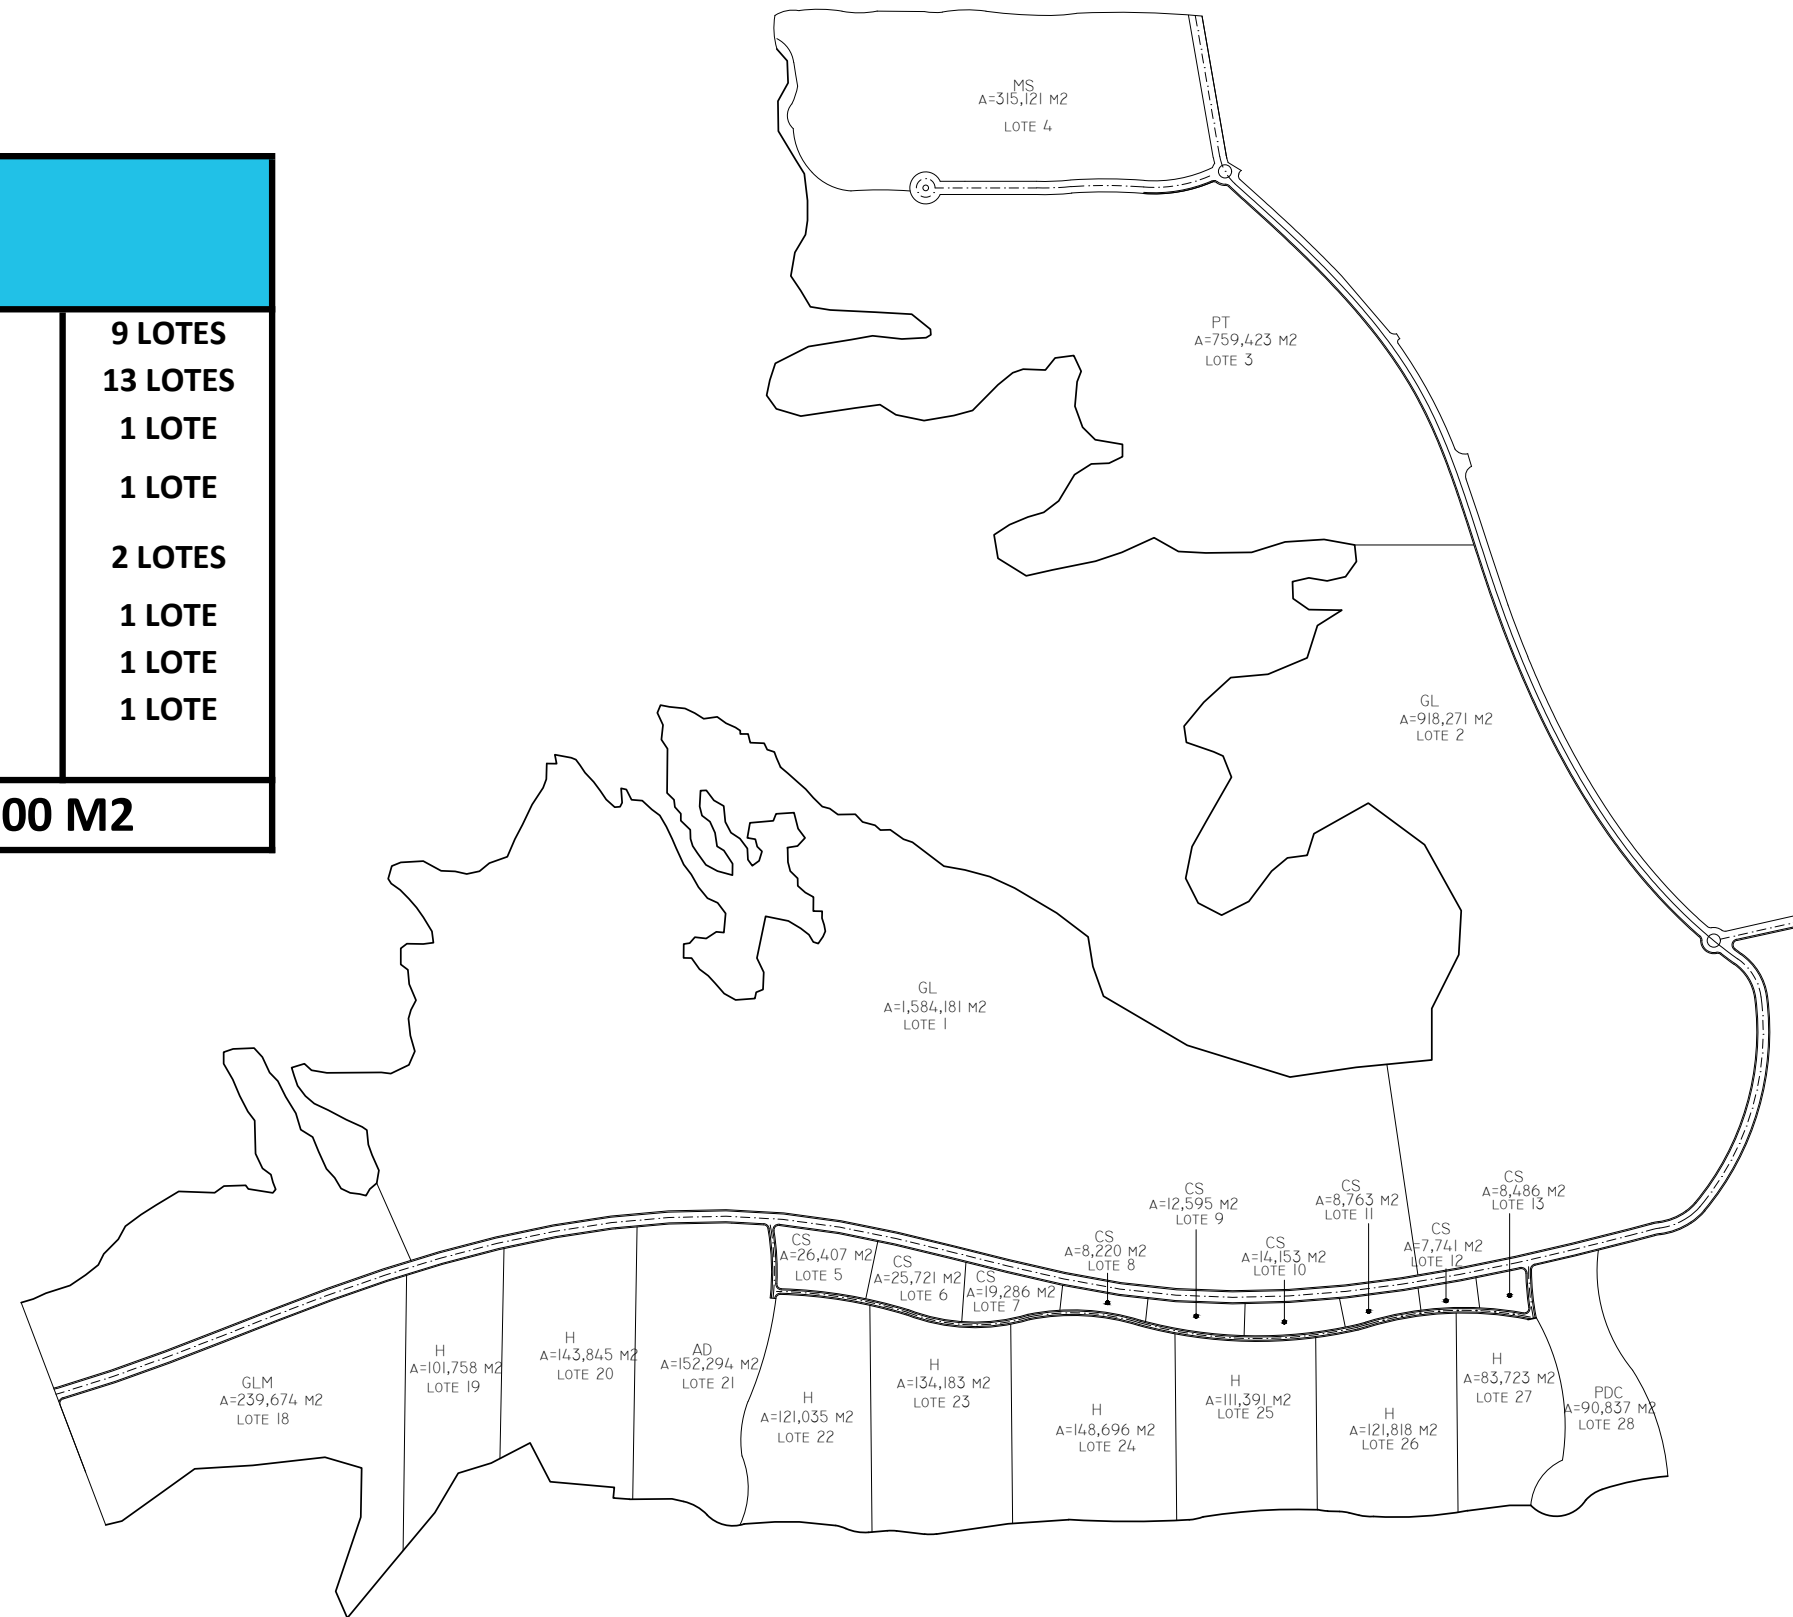 MS
A=315,121 M2
LOTE 4
9 LOTES
13 LOTES
1 LOTE
1 LOTE
2 LOTES
1 LOTE
1 LOTE
1 LOTE
00 M2
PT
A=759,423 M2
LOTE 3
GL
A=918,271 M2
LOTE 2
GL
A=1,584,181 M2
LOTE 1
CS
A=26,407 M2
LOTE 5
CS
A=25,721 M2
LOTE 6
CS
A=19,286 M2
LOTE 7
CS
A=8,220 M2
LOTE 8
CS
A=12,595 M2
LOTE 9
CS
A=14,153 M2
LOTE 10
CS
A=8,763 M2
LOTE 11
CS
A=7,741 M2
LOTE 12
CS
A=8,486 M2
LOTE 13
GLM
A=239,674 M2
LOTE 18
H
A=101,758 M2
LOTE 19
H
A=143,845 M2
LOTE 20
AD
A=152,294 M2
LOTE 21
H
A=121,035 M2
LOTE 22
H
A=134,183 M2
LOTE 23
H
A=148,696 M2
LOTE 24
H
A=111,391 M2
LOTE 25
H
A=121,818 M2
LOTE 26
H
A=83,723 M2
LOTE 27
PDC
A=90,837 M2
LOTE 28